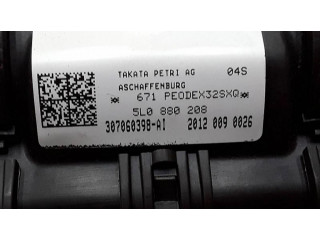 TAKATA PETRI AG 04S
ASCHAFFENBURG
* 671 PEODEX32SXQ *
5L0 880 208
307060398-AI 2012 009 0026